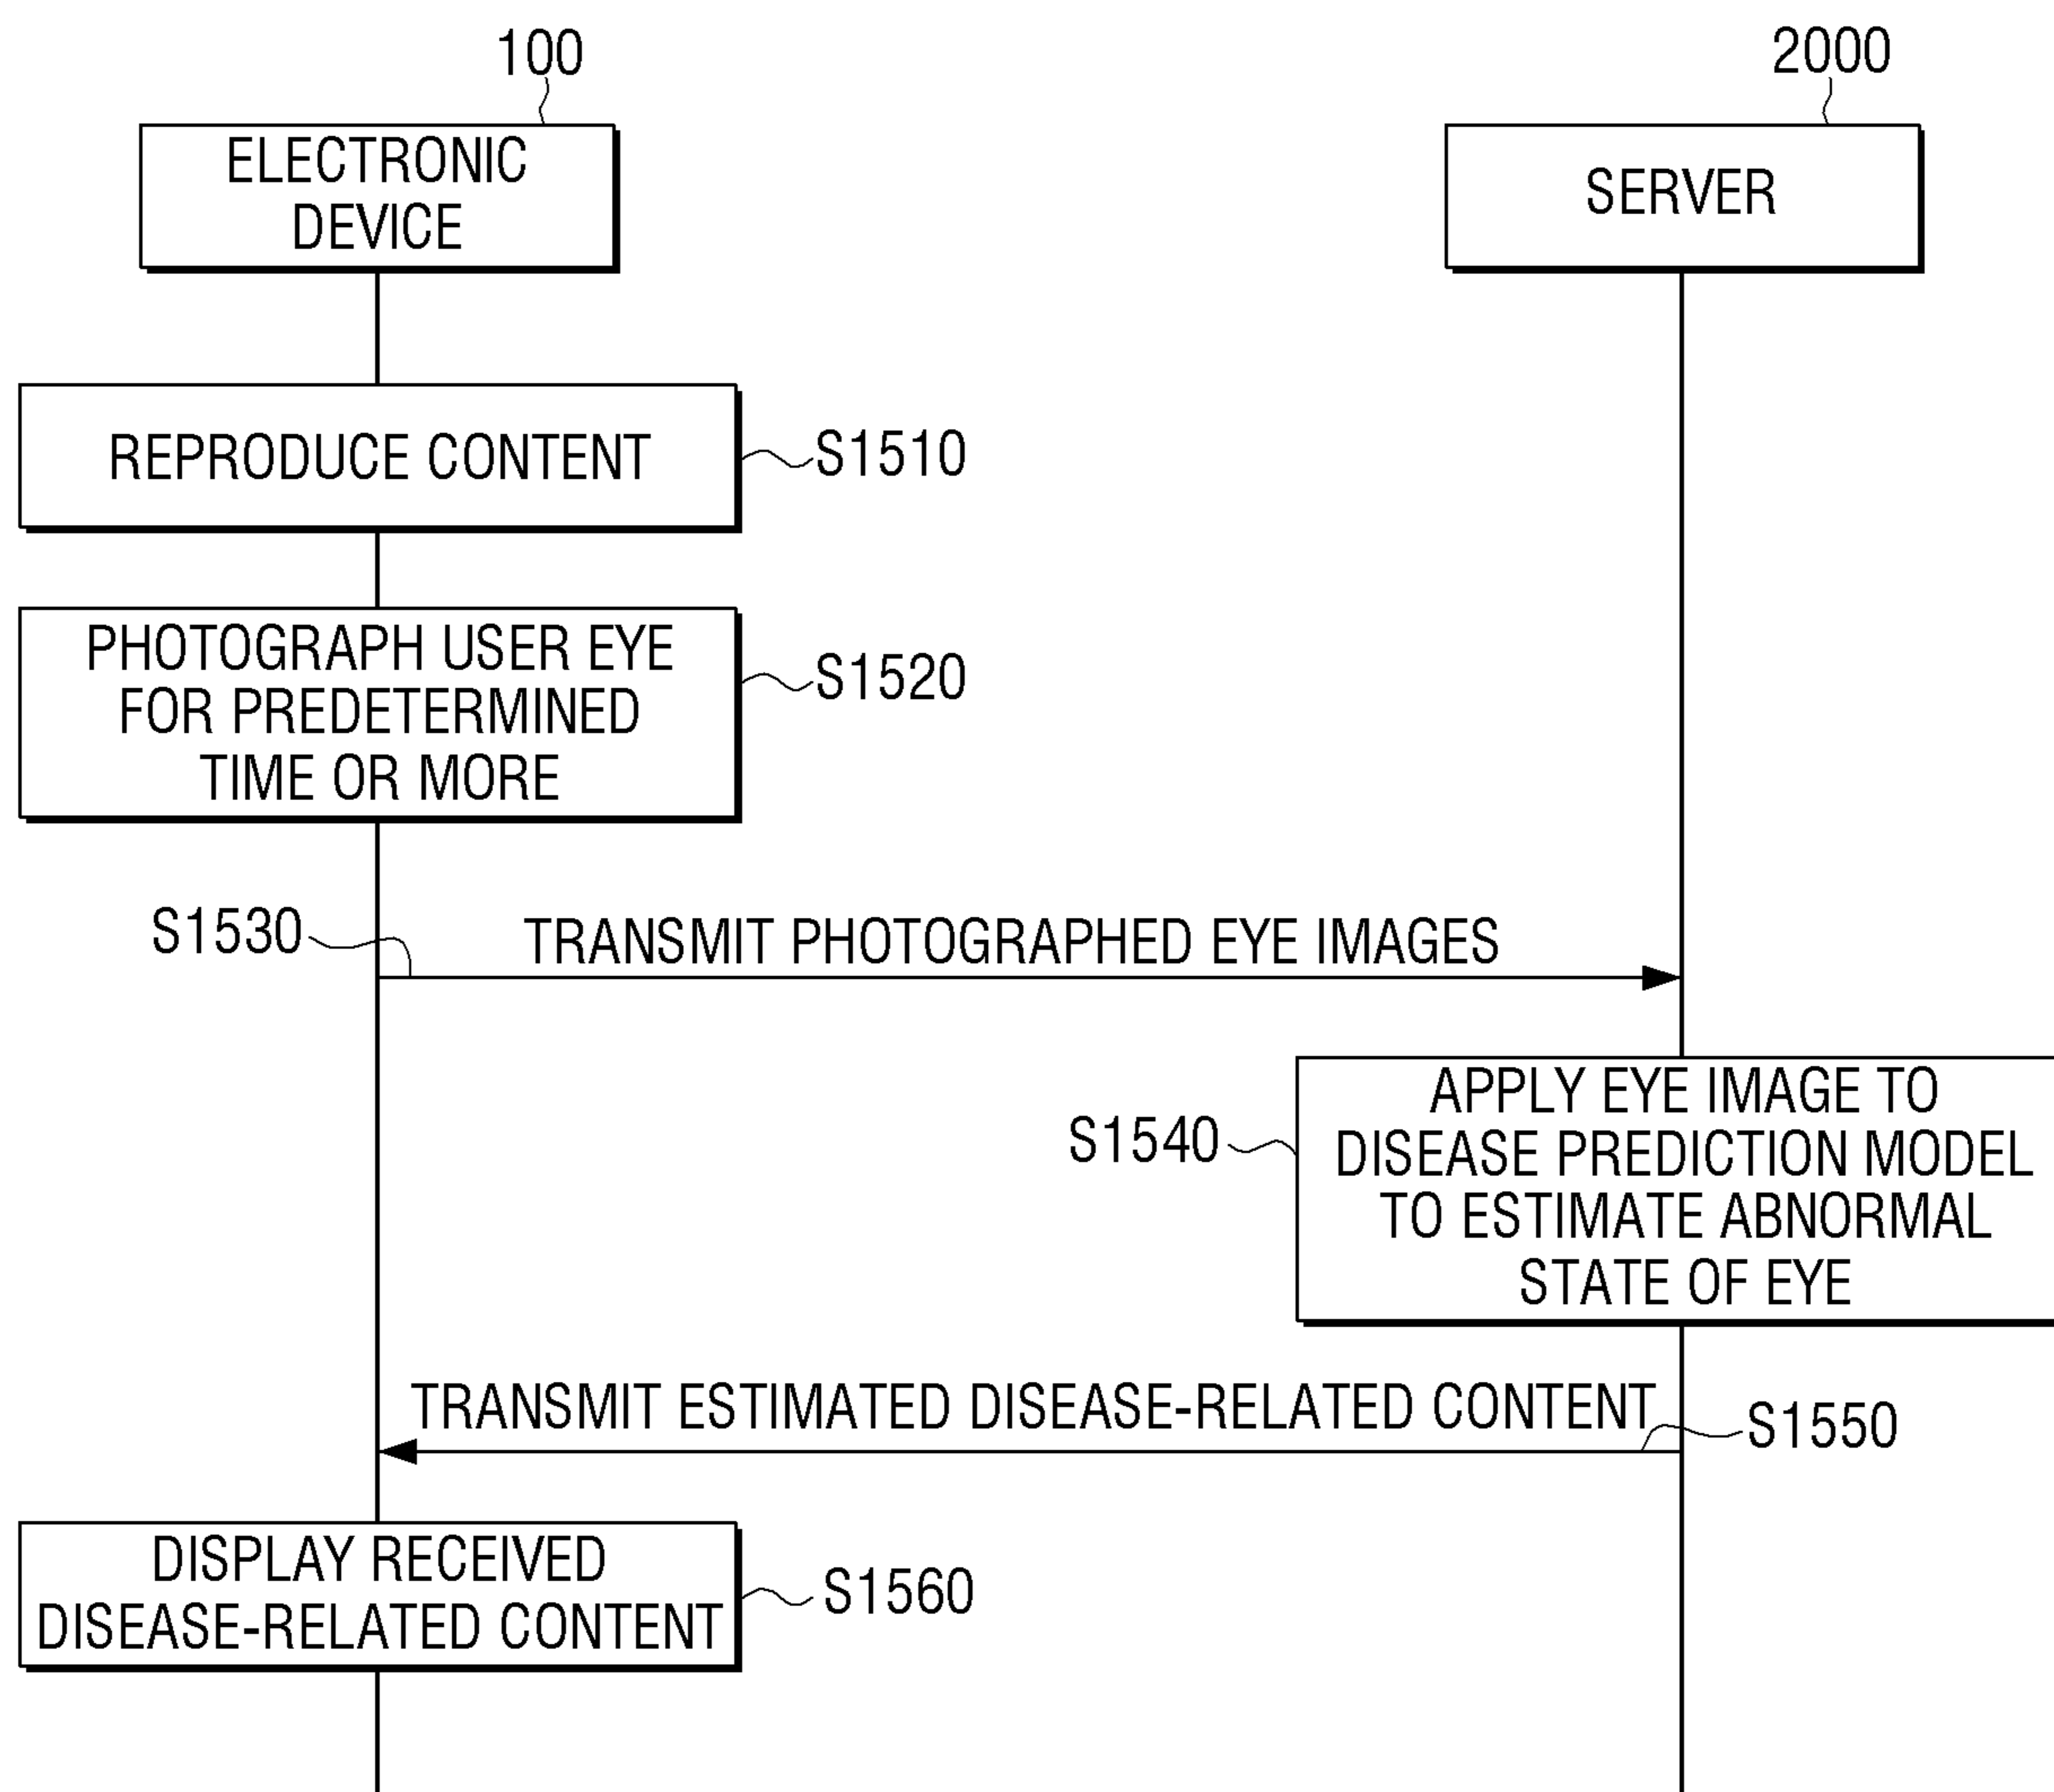 100
2000
ELECTRONIC
DEVICE
SERVER
REPRODUCE CONTENT
S1510
PHOTOGRAPH USER EYE
FOR PREDETERMINED
TIME OR MORE
S1520
S1530
TRANSMIT PHOTOGRAPHED EYE IMAGES
S1540
APPLY EYE IMAGE TO
DISEASE PREDICTION MODEL
TO ESTIMATE ABNORMAL
STATE OF EYE
TRANSMIT ESTIMATED DISEASE-RELATED CONTENT
S1550
DISPLAY RECEIVED
DISEASE-RELATED CONTENT
S1560